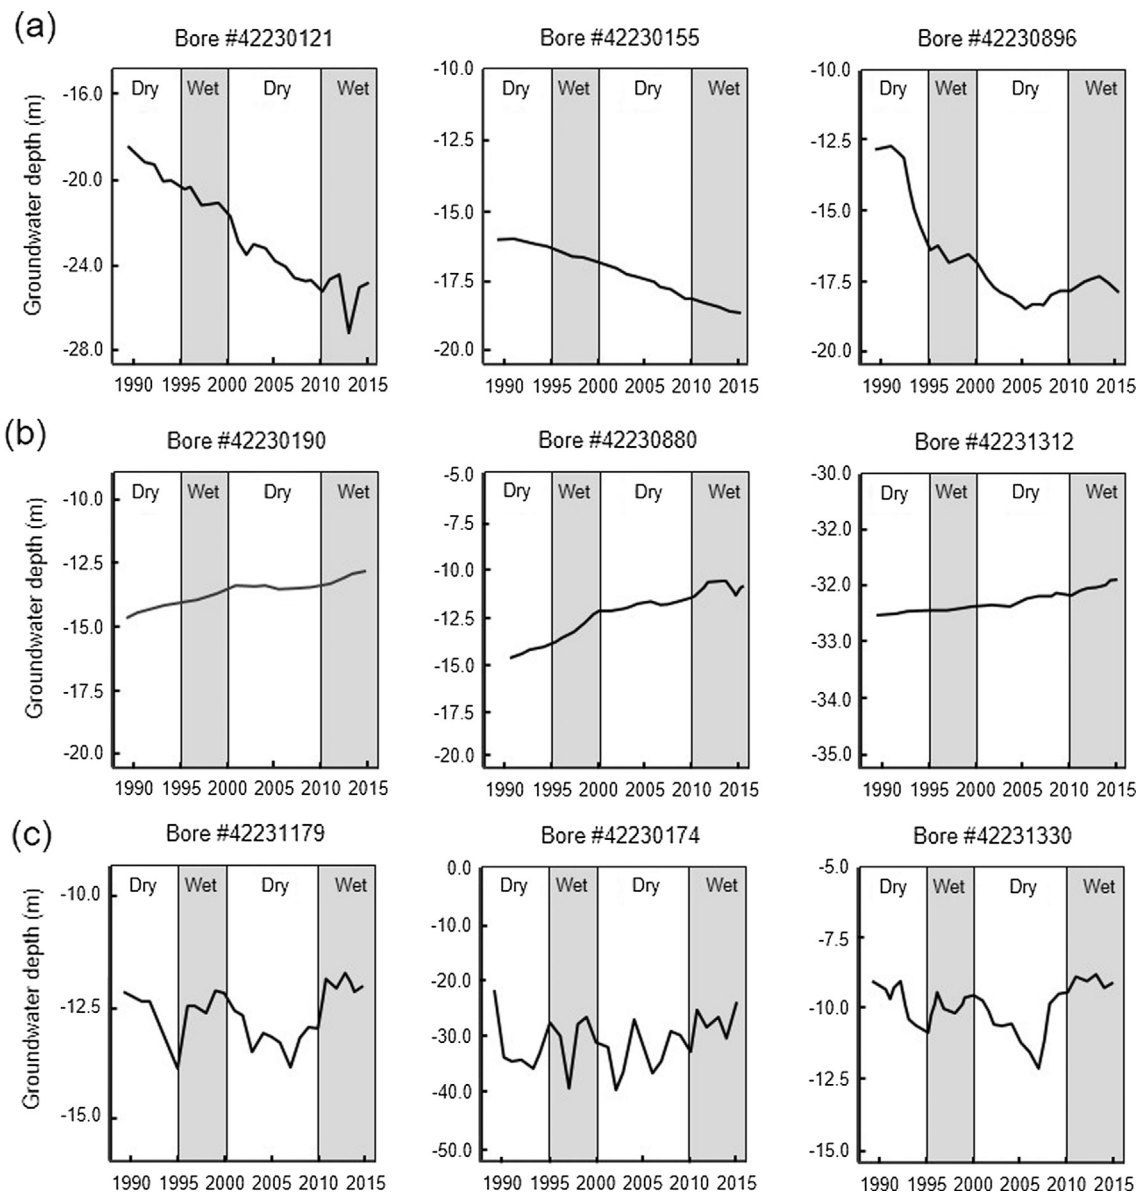 (a)
Bore #42230121 Bore #42230155 Bore #42230896
Groundwater depth (m)
-16.0
-20.0
-24.0
-28.0
Dry Wet Dry Wet
1990 1995 2000 2005 2010 2015
-10.0
-12.5
-15.0
-17.5
-20.0
Dry Wet Dry Wet
1990 1995 2000 2005 2010 2015
-10.0
-12.5
-15.0
-17.5
-20.0
Dry Wet Dry Wet
1990 1995 2000 2005 2010 2015
(b)
Bore #42230190 Bore #42230880 Bore #42231312
Groundwater depth (m)
-10.0
-12.5
-15.0
-17.5
-20.0
Dry Wet Dry Wet
1990 1995 2000 2005 2010 2015
-5.0
-7.5
-10.0
-12.5
-15.0
-17.5
-20.0
Dry Wet Dry Wet
1990 1995 2000 2005 2010 2015
-30.0
-32.0
-32.0
-33.0
-34.0
-35.0
Dry Wet Dry Wet
1990 1995 2000 2005 2010 2015
(c)
Bore #42231179 Bore #42230174 Bore #42231330
Groundwater depth (m)
-10.0
-12.5
-15.0
Dry Wet Dry Wet
1990 1995 2000 2005 2010 2015
0.0
-10.0
-20.0
-30.0
-40.0
-50.0
Dry Wet Dry Wet
1990 1995 2000 2005 2010 2015
-5.0
-7.5
-10.0
-12.5
-15.0
Dry Wet Dry Wet
1990 1995 2000 2005 2010 2015